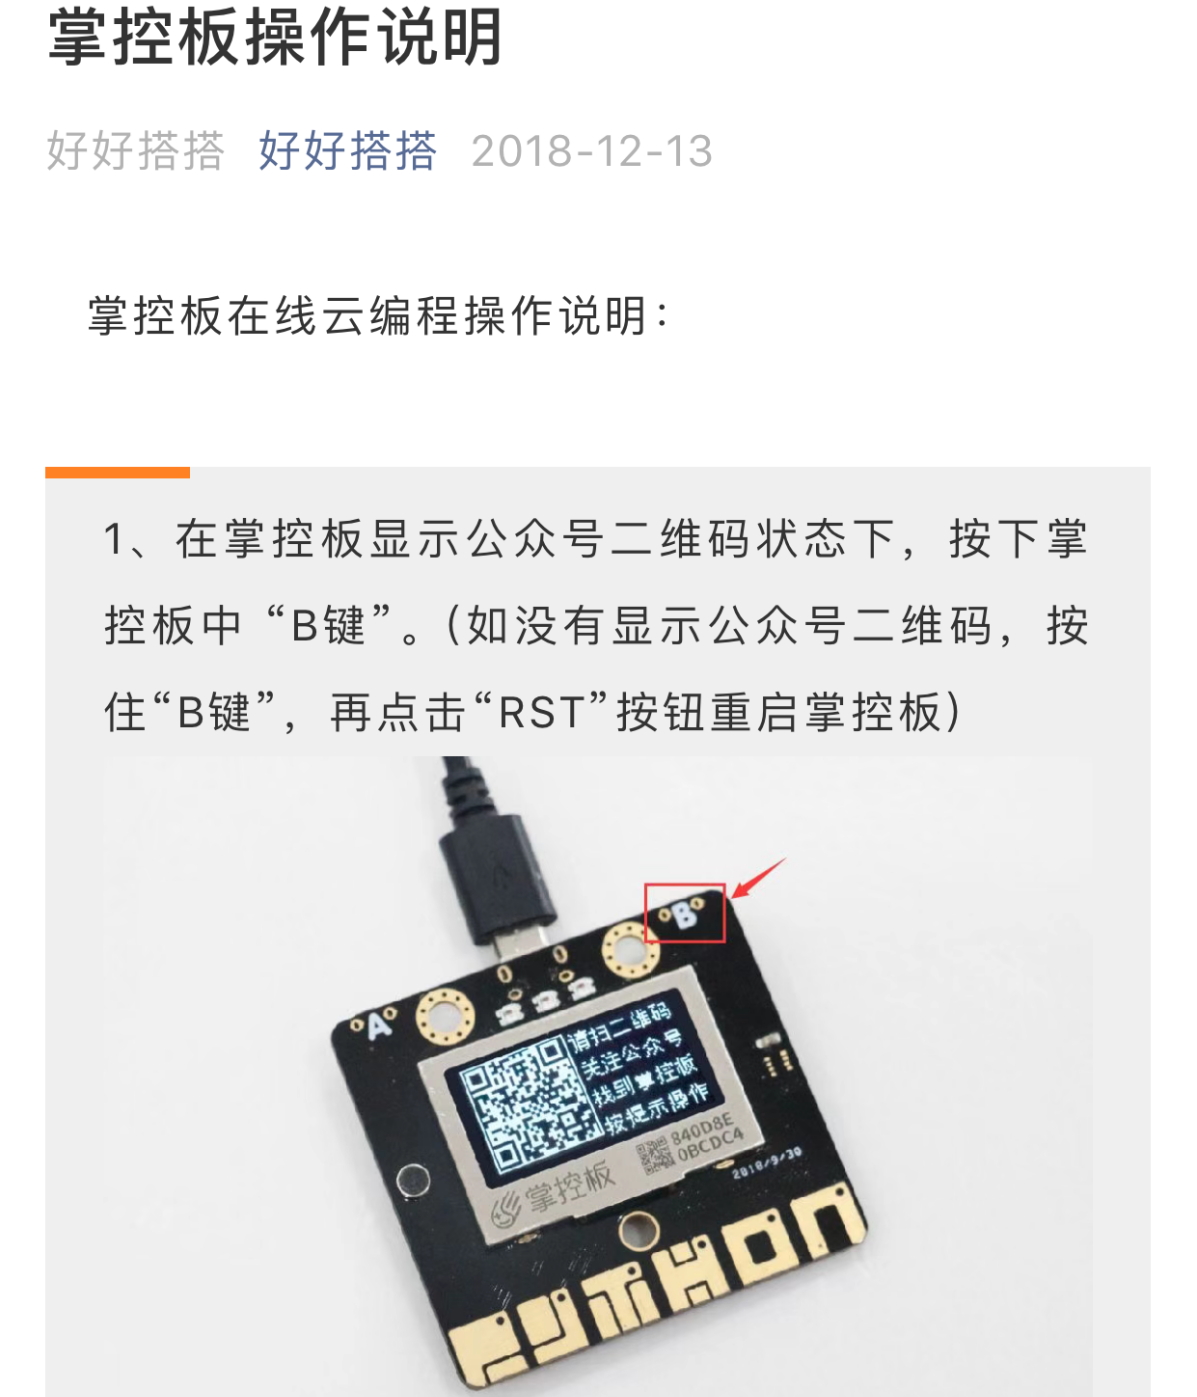 掌控板操作说明
好好搭搭 好好搭搭 2018-12-13
掌控板在线云编程操作说明：
1、在掌控板显示公众号二维码状态下，按下掌
控板中 “B键”。（如没有显示公众号二维码，按
住“B键”，再点击“RST”按钮重启掌控板）
B
A
请扫二维码
关注公众号
找到掌控板
按提示操作
840D8E
0BCDC4
掌控板
2018/9/30
PYTHON